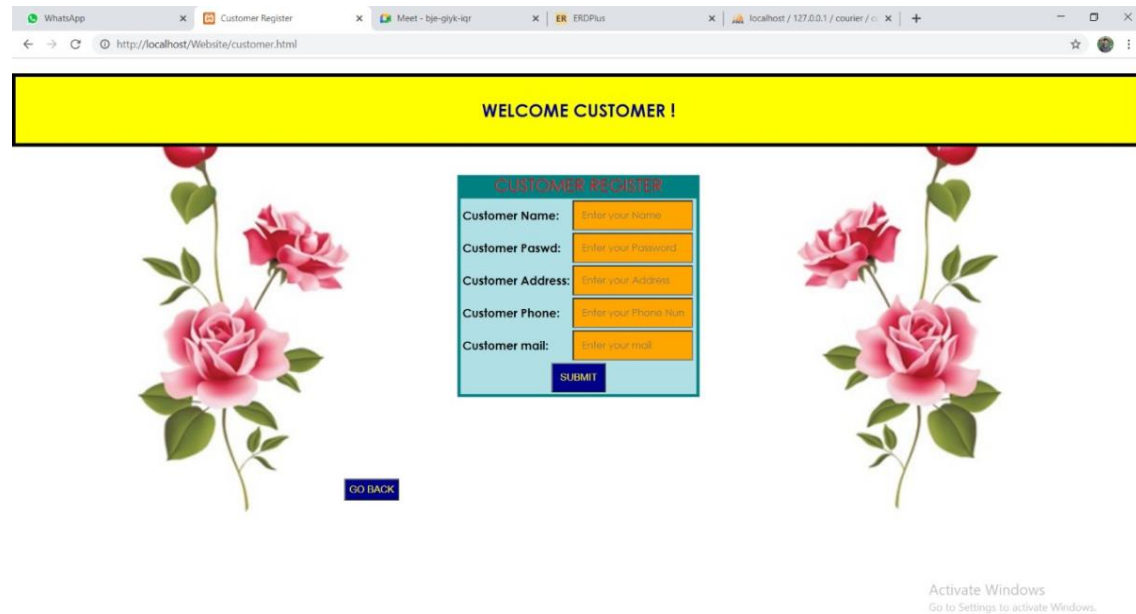 WhatsApp
Customer Register
Meet - bje-giyk-iqr
ER ERDPlus
localhost / 127.0.0.1 / courier /
http://localhost/Website/customer.html
WELCOME CUSTOMER !
CUSTOMER REGISTER
Customer Name: Enter your Name
Customer Paswd: Enter your Password
Customer Address: Enter your Address
Customer Phone: Enter your Phone Num
Customer mail: Enter your mail
SUBMIT
GO BACK
Activate Windows
Go to Settings to activate Windows.